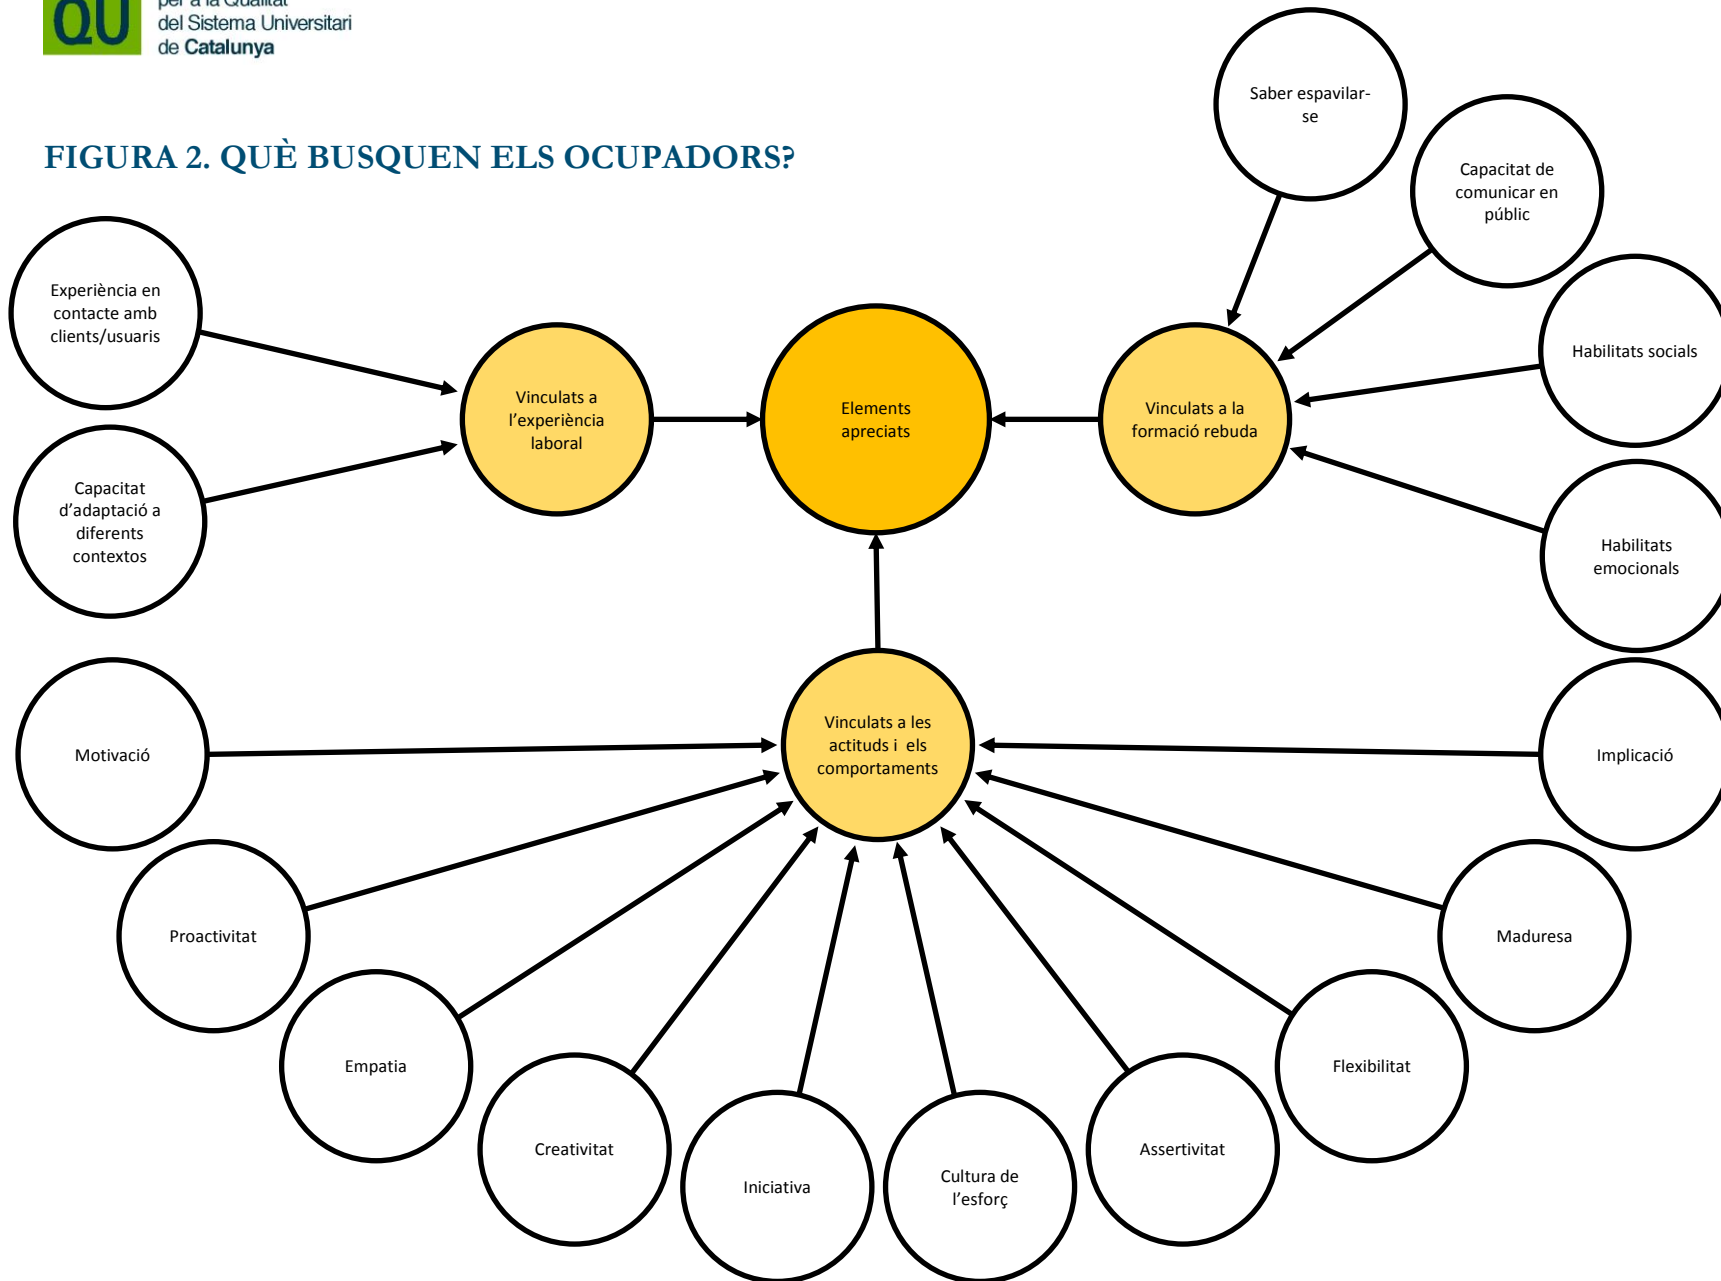 QU
per a la Qualitat
del Sistema Universitari
de Catalunya
FIGURA 2. QUÈ BUSQUEN ELS OCUPADORS?
Saber espavilar-
se
Capacitat de
comunicar en
públic
Experiència en
contacte amb
clients/usuaris
Habilitats socials
Vinculats a
l’experiència
laboral
Elements
apreciats
Vinculats a la
formació rebuda
Capacitat
d’adaptació a
diferents
contextos
Habilitats
emocionals
Vinculats a les
actituds i els
comportaments
Motivació
Implicació
Proactivitat
Maduresa
Empatia
Flexibilitat
Creativitat
Assertivitat
Iniciativa
Cultura de
l’esforç